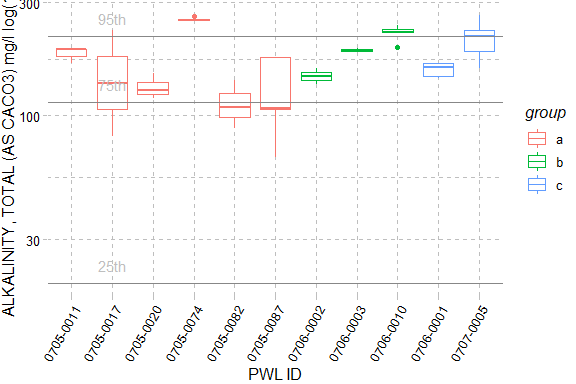 ALKALINITY, TOTAL (AS CACO3) mg/l log(
300
100
30
95th
75th
25th
0705-0011
0705-0017
0705-0020
0705-0074
0705-0082
0705-0087
0706-0002
0706-0003
0706-0010
0706-0001
0707-0005
PWL ID
group
a
b
c